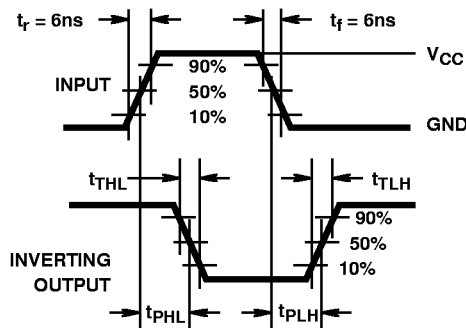 tr = 6ns
tf = 6ns
VCC
INPUT
90%
50%
10%
GND
tTHL
tTLH
90%
50%
10%
INVERTING
OUTPUT
tPHL
tPLH